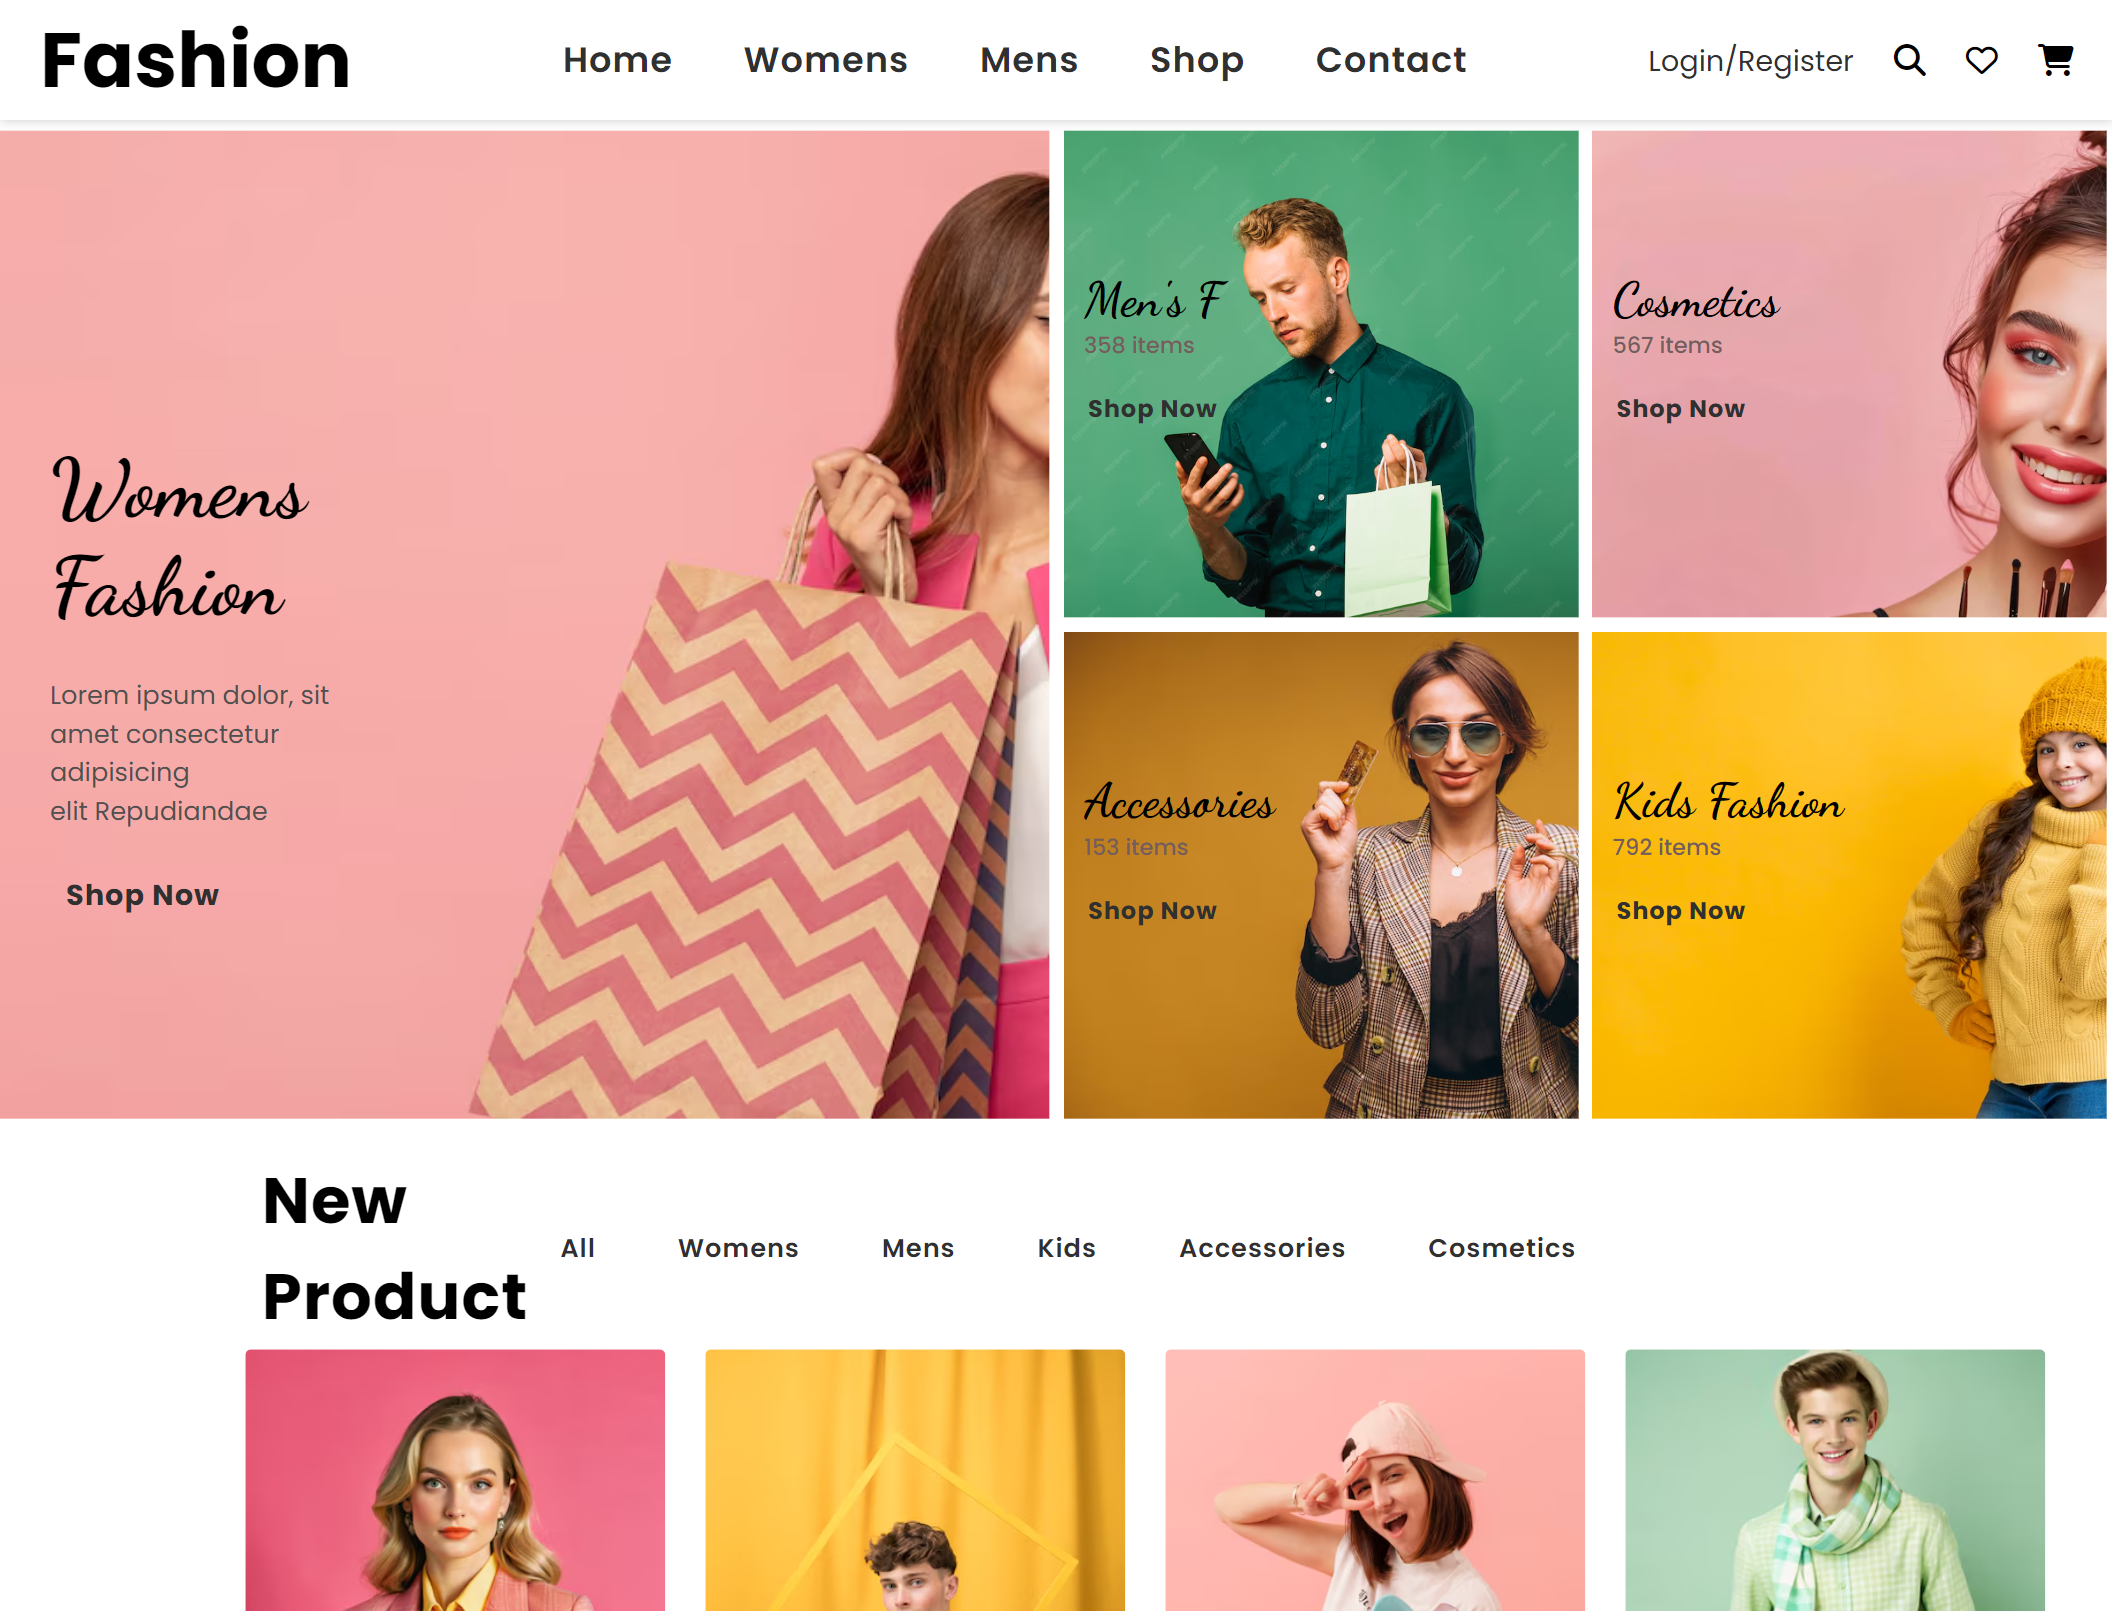 Fashion
Home Womens Mens Shop Contact
Login/Register
Womens
Fashion
Lorem ipsum dolor, sit
amet consectetur
adipisicing
elit Repudiandae
Shop Now
Men's F
358 items
Shop Now
Cosmetics
567 items
Shop Now
Accessories
153 items
Shop Now
Kids Fashion
792 items
Shop Now
New
Product
All Womens Mens Kids Accessories Cosmetics